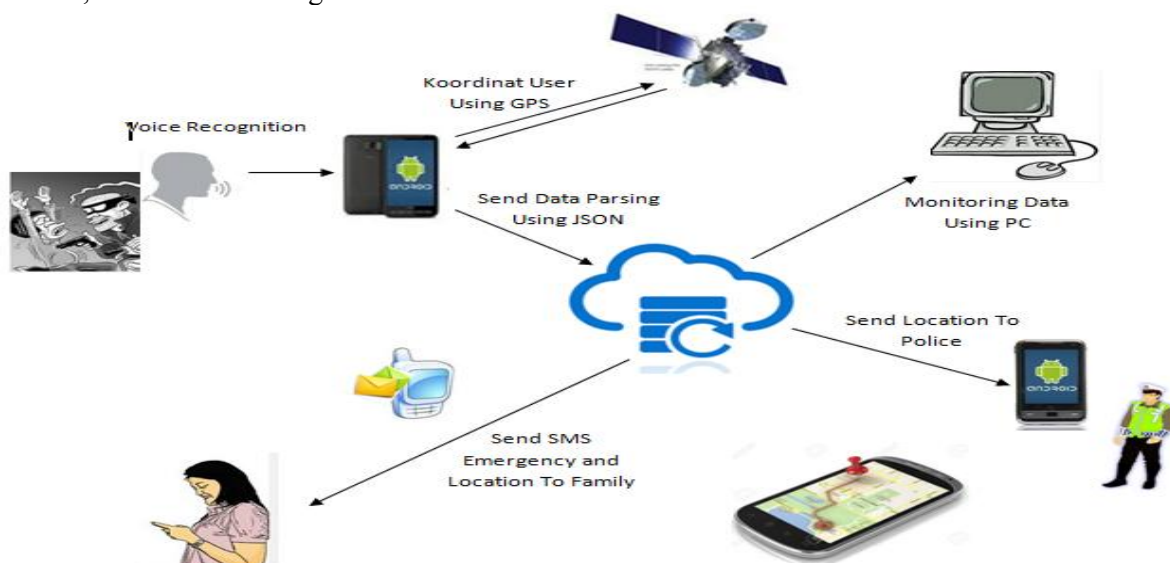 Koordinat User
Using GPS
Voice Recognition
Send Data Parsing
Using JSON
Monitoring Data
Using PC
Send Location To
Police
Send SMS
Emergency and
Location To Family